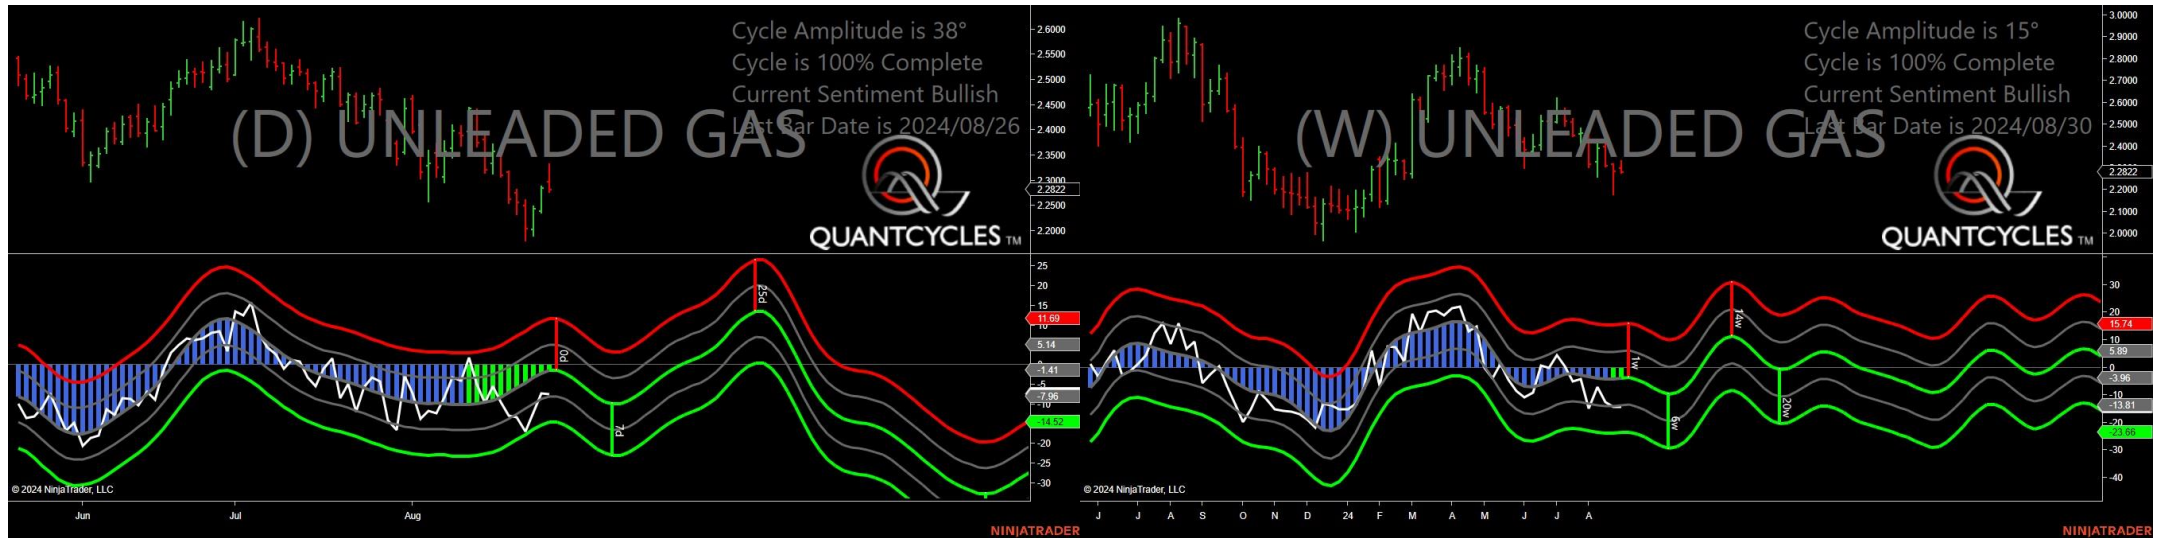 Cycle Amplitude is 38°
Cycle is 100% Complete
Current Sentiment Bullish
Last Bar Date is 2024/08/26
(D) UNLEADED GAS
QUANTCYCLES TM
2.6000
2.5500
2.5000
2.4500
2.4000
2.3500
2.3000
2.2822
2.2500
2.2000
25
20
15
11.69
10
5.14
0
-1.41
-5
-7.96
-10
-14.52
-20
-25
-30
0d
7d
25d
© 2024 NinjaTrader, LLC
Jun
Jul
Aug
NINJATRADER
Cycle Amplitude is 15°
Cycle is 100% Complete
Current Sentiment Bullish
Last Bar Date is 2024/08/30
(W) UNLEADED GAS
QUANTCYCLES TM
3.0000
2.9000
2.8000
2.7000
2.6000
2.5000
2.4000
2.2822
2.2000
2.1000
2.0000
30
20
15.74
10
5.89
0
-3.96
-13.81
-20
-23.66
-30
-40
1w
6w
14w
20w
© 2024 NinjaTrader, LLC
J
J
A
S
O
N
D
24
F
M
A
M
J
J
A
NINJATRADER